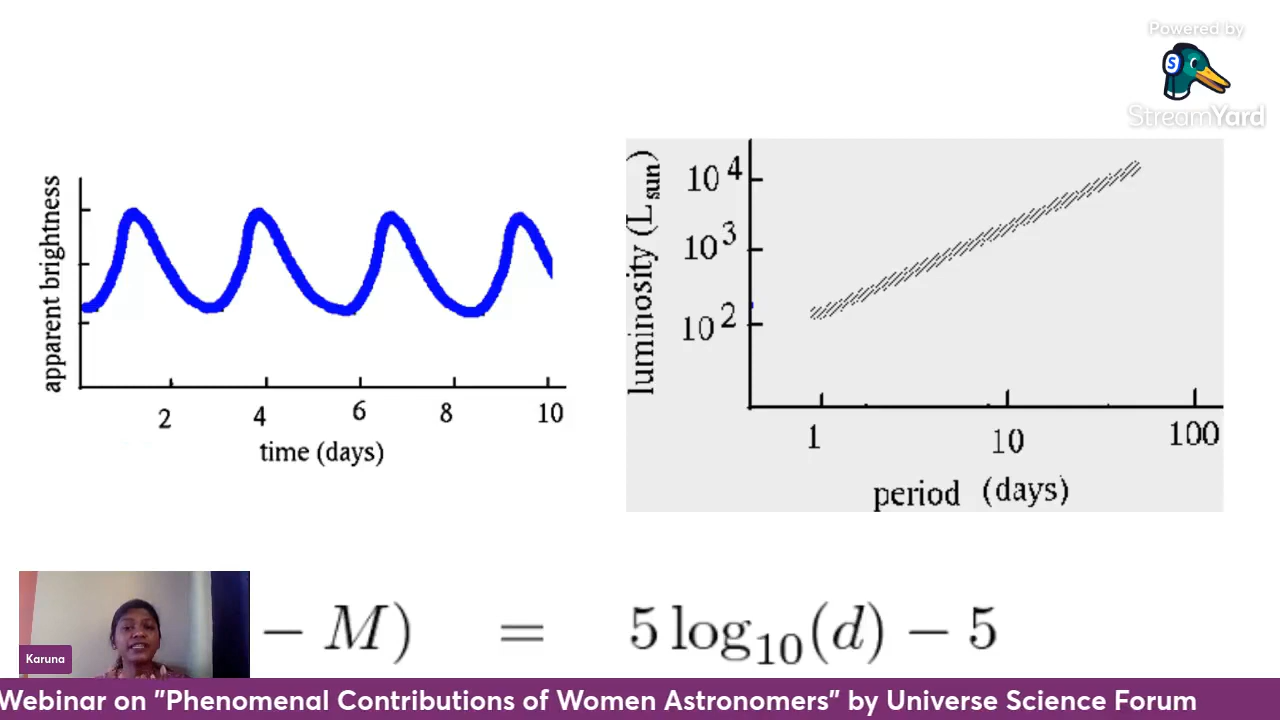 Powered by
StreamYard
apparent brightness
2 4 6 8 10
time (days)
luminosity (Lsun)
10^4
10^3
10^2
1 10 100
period (days)
- M) = 5 log10(d) - 5
Karuna
Webinar on "Phenomenal Contributions of Women Astronomers" by Universe Science Forum